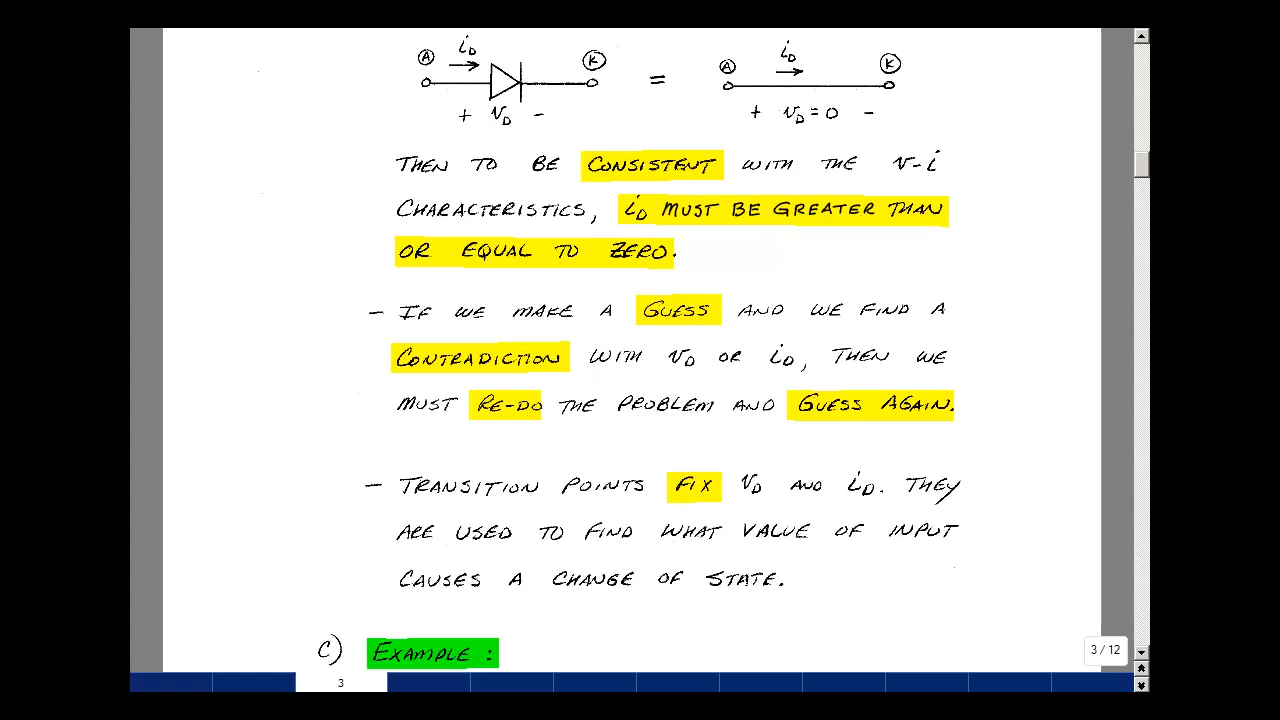 iD iD
A K = A K
+ vD - + vD = 0 -
THEN TO BE CONSISTENT WITH THE v-i
CHARACTERISTICS, iD MUST BE GREATER THAN
OR EQUAL TO ZERO.
- IF WE MAKE A GUESS AND WE FIND A
CONTRADICTION WITH vD OR iD, THEN WE
MUST RE-DO THE PROBLEM AND GUESS AGAIN.
- TRANSITION POINTS FIX vD AND iD. THEY
ARE USED TO FIND WHAT VALUE OF INPUT
CAUSES A CHANGE OF STATE.
C) EXAMPLE:
3 / 12
3